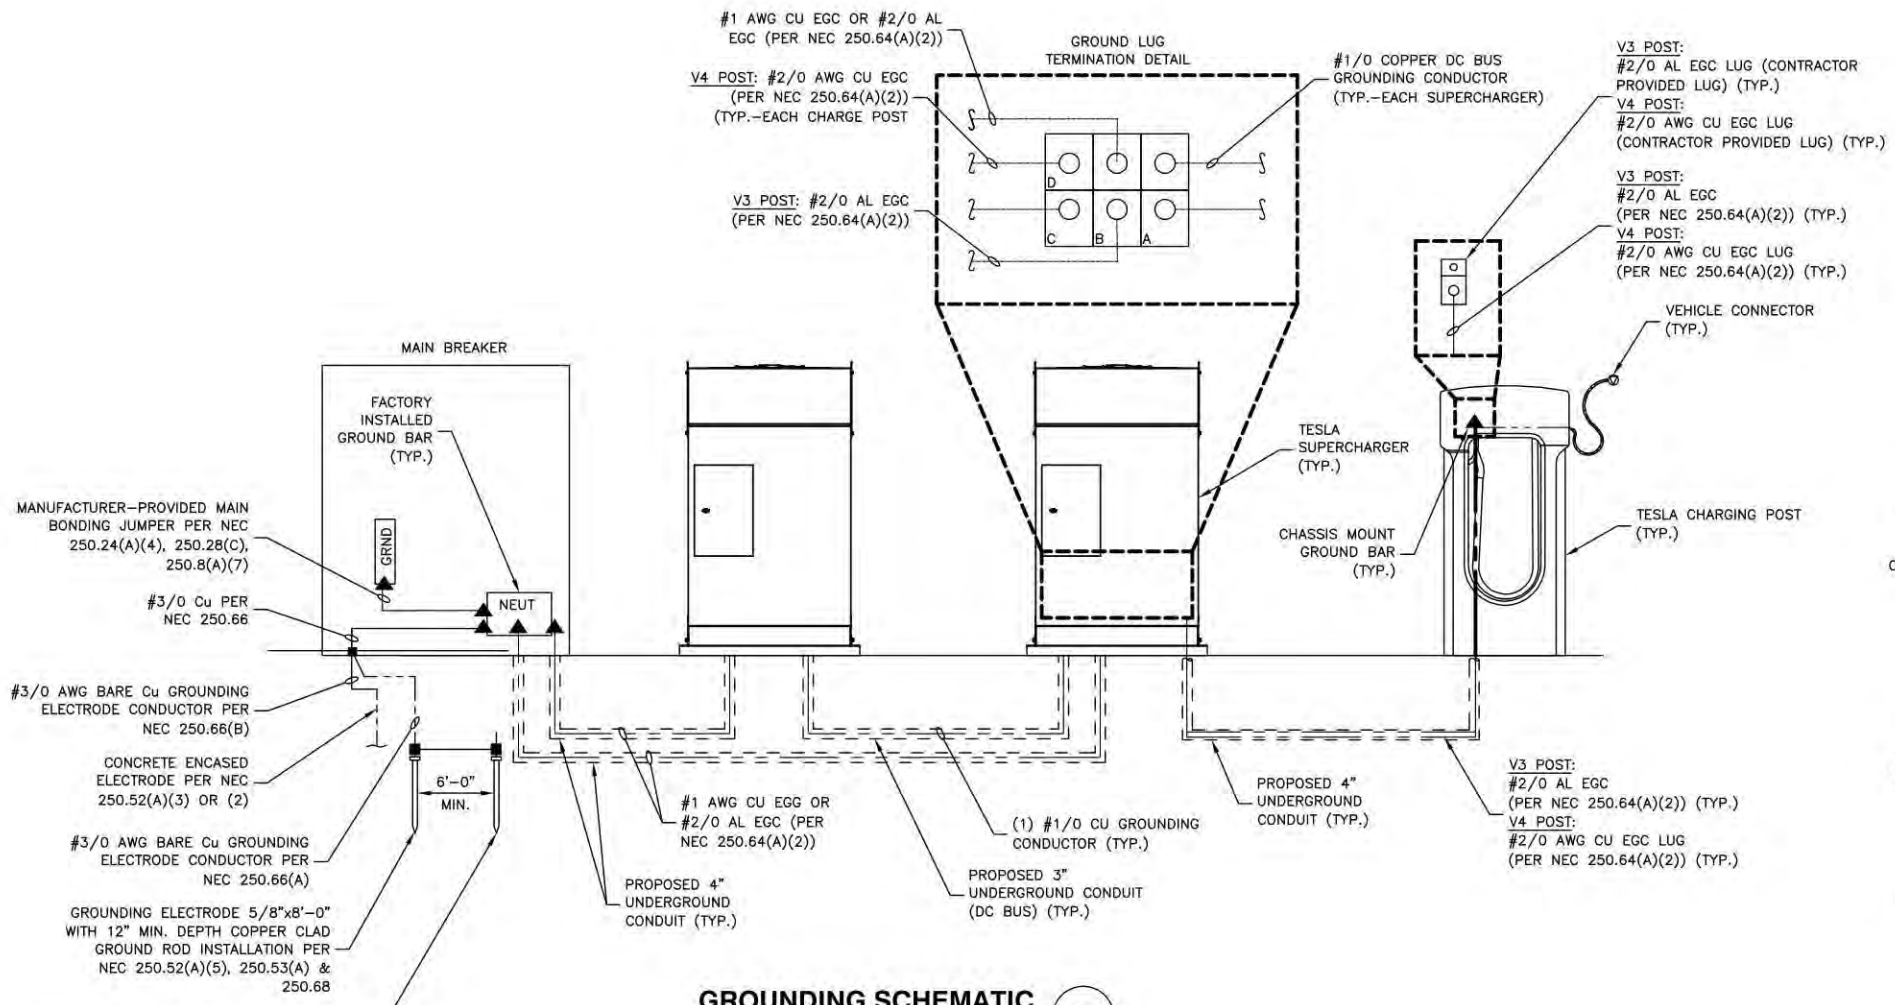 #1 AWG CU EGC OR #2/0 AL
EGC (PER NEC 250.64(A)(2))
V4 POST: #2/0 AWG CU EGC
(PER NEC 250.64(A)(2))
(TYP.-EACH CHARGE POST
V3 POST: #2/0 AL EGC
(PER NEC 250.64(A)(2))
GROUND LUG
TERMINATION DETAIL
D
C
B
A
#1/0 COPPER DC BUS
GROUNDING CONDUCTOR
(TYP.-EACH SUPERCHARGER)
V3 POST:
#2/0 AL EGC LUG (CONTRACTOR
PROVIDED LUG) (TYP.)
V4 POST:
#2/0 AWG CU EGC LUG
(CONTRACTOR PROVIDED LUG) (TYP.)
V3 POST:
#2/0 AL EGC
(PER NEC 250.64(A)(2)) (TYP.)
V4 POST:
#2/0 AWG CU EGC LUG
(PER NEC 250.64(A)(2)) (TYP.)
VEHICLE CONNECTOR
(TYP.)
MAIN BREAKER
FACTORY
INSTALLED
GROUND BAR
(TYP.)
GRND
NEUT
TESLA
SUPERCHARGER
(TYP.)
CHASSIS MOUNT
GROUND BAR
(TYP.)
TESLA CHARGING POST
(TYP.)
MANUFACTURER-PROVIDED MAIN
BONDING JUMPER PER NEC
250.24(A)(4), 250.28(C),
250.8(A)(7)
#3/0 Cu PER
NEC 250.66
#3/0 AWG BARE Cu GROUNDING
ELECTRODE CONDUCTOR PER
NEC 250.66(B)
CONCRETE ENCASED
ELECTRODE PER NEC
250.52(A)(3) OR (2)
#3/0 AWG BARE Cu GROUNDING
ELECTRODE CONDUCTOR PER
NEC 250.66(A)
GROUNDING ELECTRODE 5/8"x8'-0"
WITH 12" MIN. DEPTH COPPER CLAD
GROUND ROD INSTALLATION PER
NEC 250.52(A)(5), 250.53(A) &
250.68
6'-0"
MIN.
#1 AWG CU EGG OR
#2/0 AL EGC (PER
NEC 250.64(A)(2))
PROPOSED 4"
UNDERGROUND
CONDUIT (TYP.)
(1) #1/0 CU GROUNDING
CONDUCTOR (TYP.)
PROPOSED 3"
UNDERGROUND CONDUIT
(DC BUS) (TYP.)
PROPOSED 4"
UNDERGROUND
CONDUIT (TYP.)
V3 POST:
#2/0 AL EGC
(PER NEC 250.64(A)(2)) (TYP.)
V4 POST:
#2/0 AWG CU EGC LUG
(PER NEC 250.64(A)(2)) (TYP.)
GROUNDING SCHEMATIC